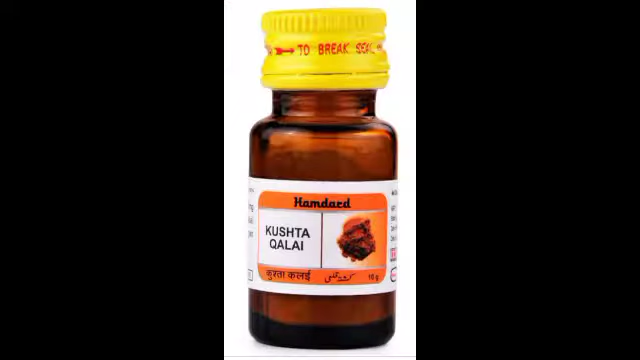 TO BREAK SEAL
Hamdard
KUSHTA
QALAI
कुश्ता कलई
کشتہ قلعی
10 g